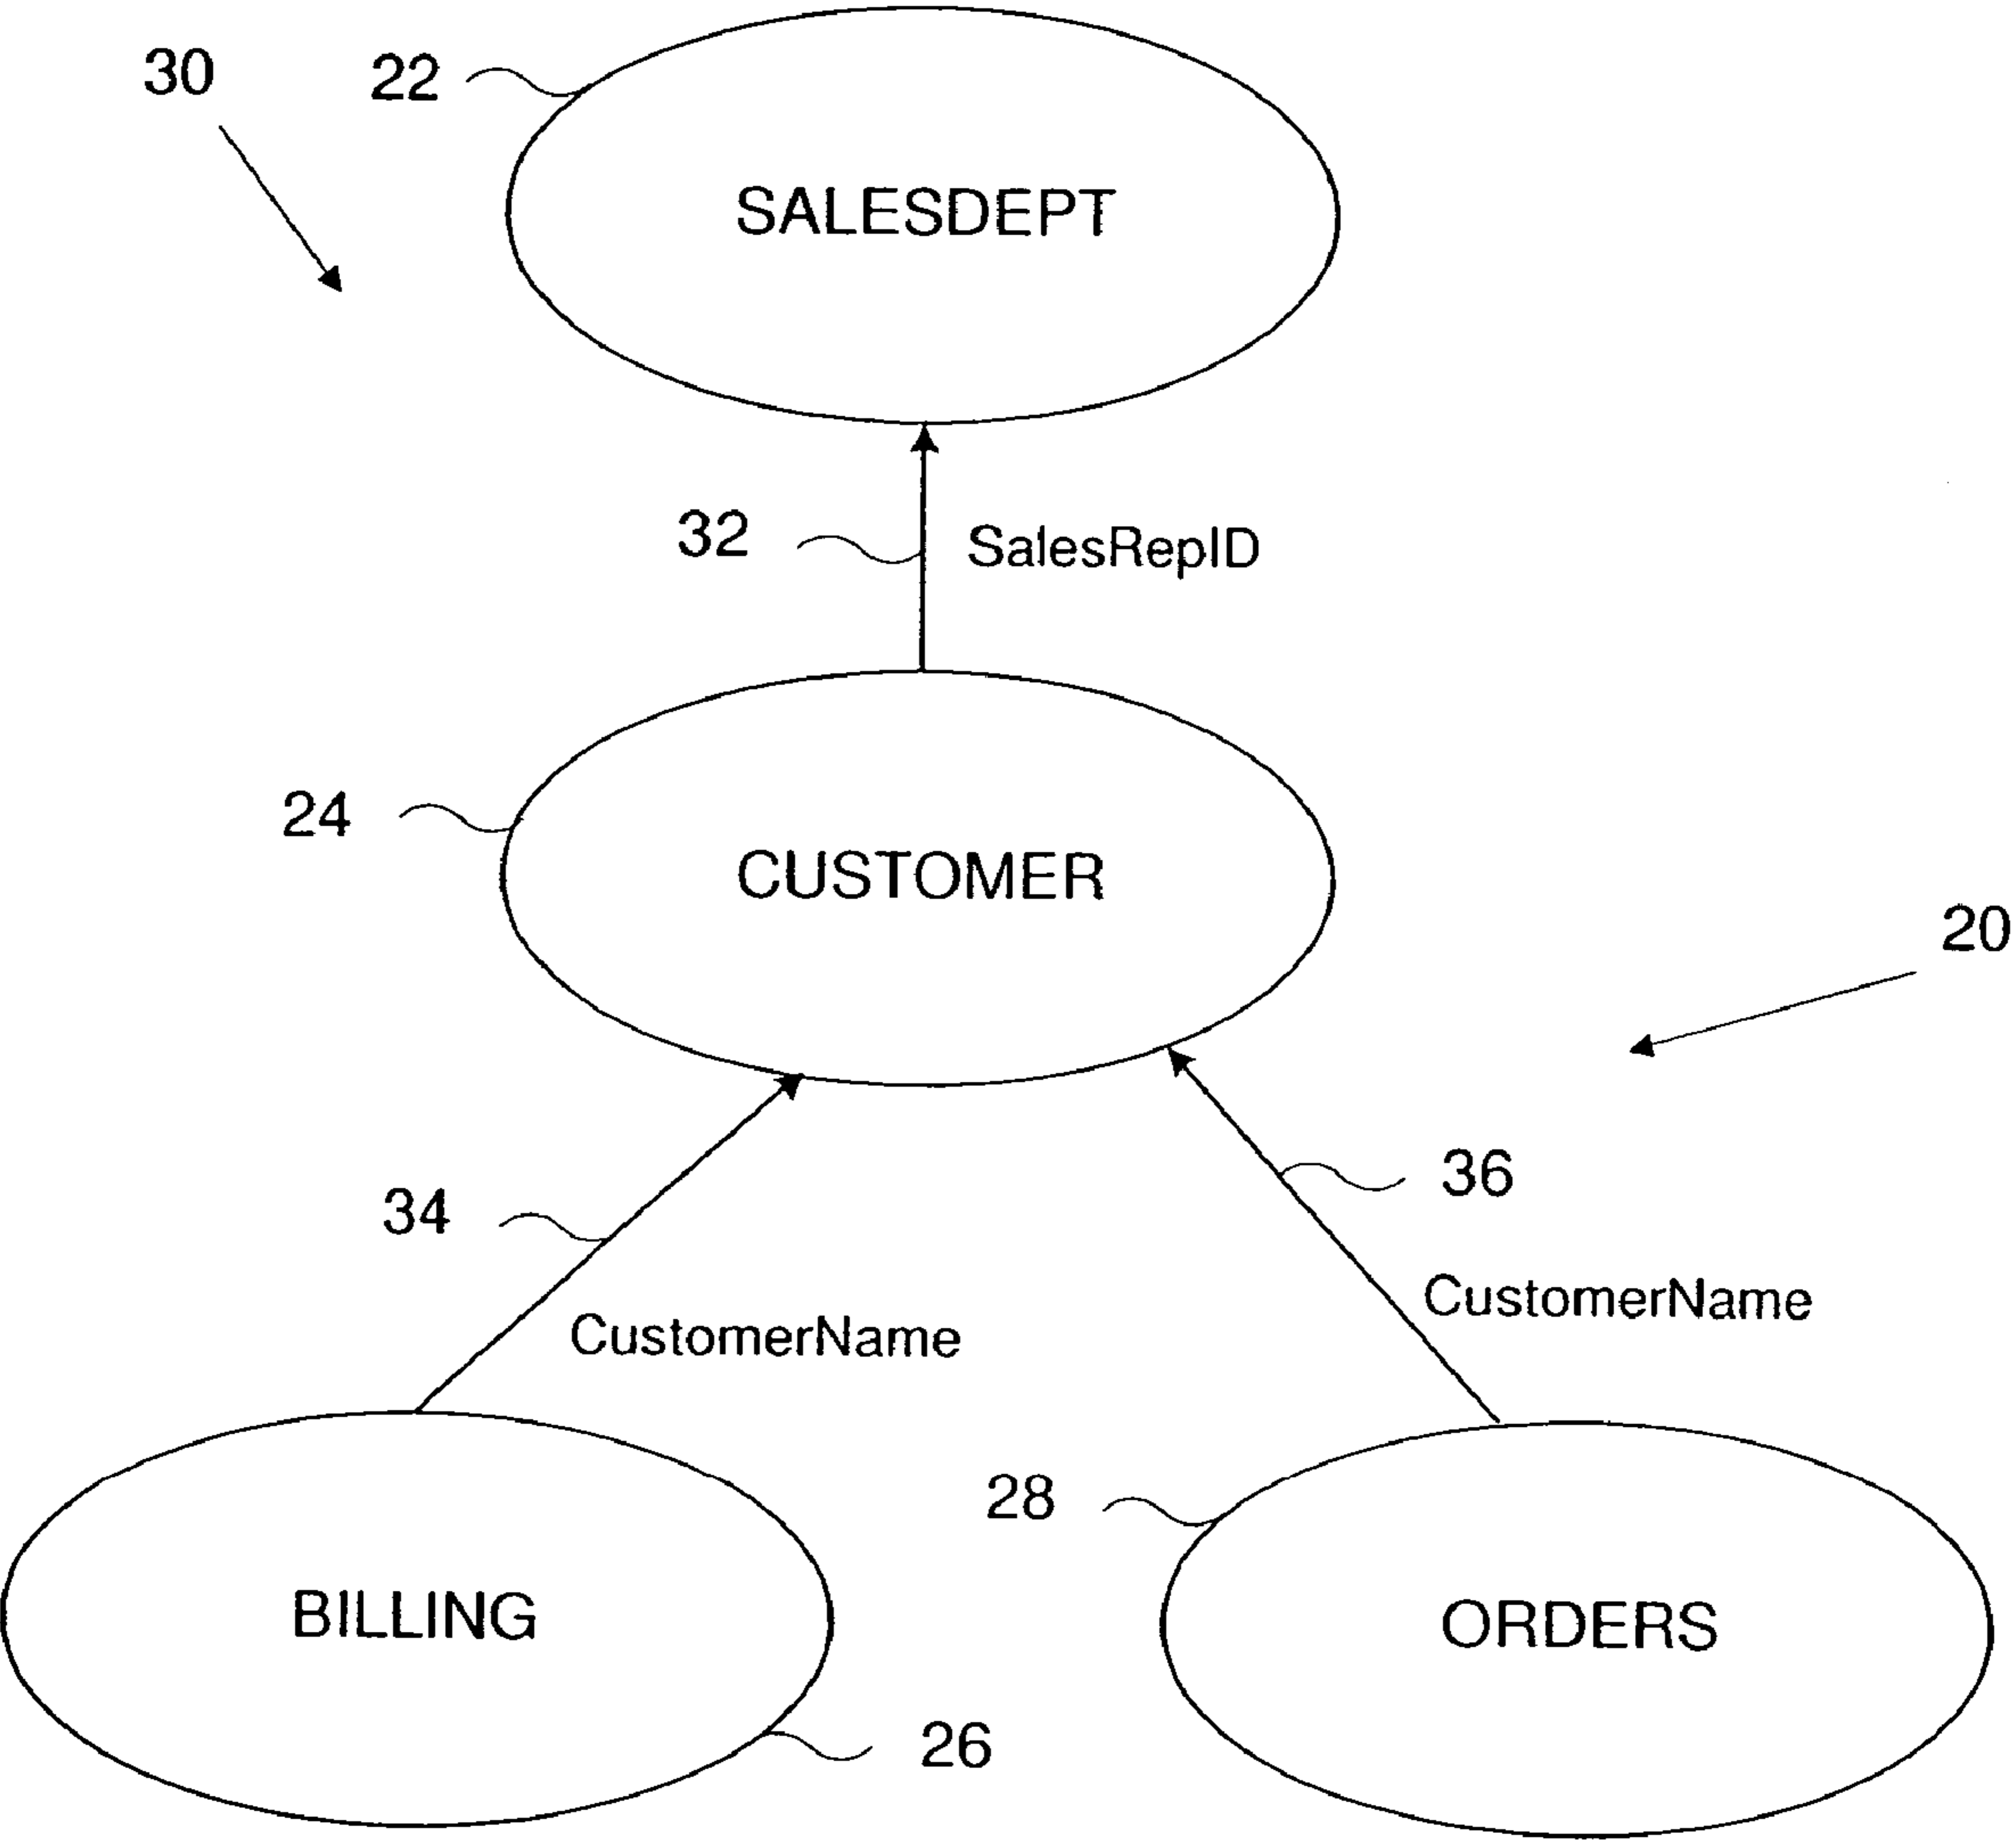 30
22
SALESDEPT
32
SalesRepID
24
CUSTOMER
20
34
CustomerName
36
CustomerName
BILLING
26
28
ORDERS